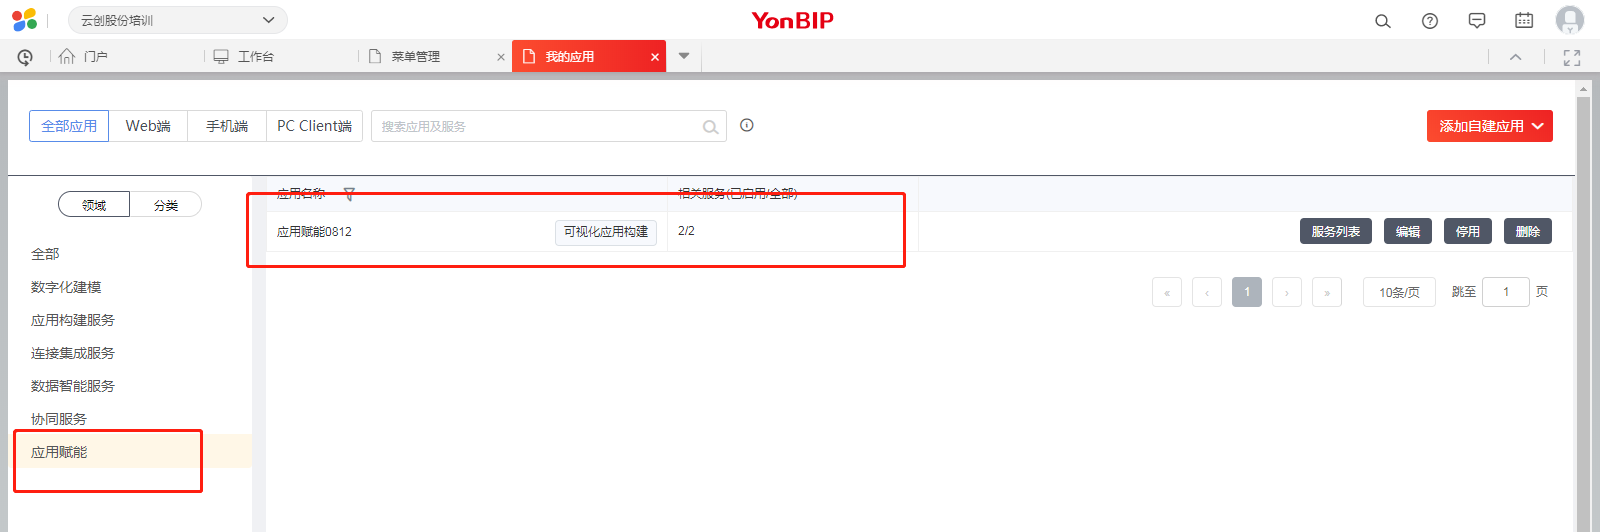 云创股份培训
YonBIP
门户
工作台
菜单管理
我的应用
全部应用
Web端
手机端
PC Client端
搜索应用及服务
添加自建应用
领域
分类
全部
数字化建模
应用构建服务
连接集成服务
数据智能服务
协同服务
应用赋能
应用名称
相关服务(已启用/全部)
应用赋能0812
可视化应用构建
2/2
服务列表
编辑
停用
删除
«
‹
1
›
»
10条/页
跳至
1
页